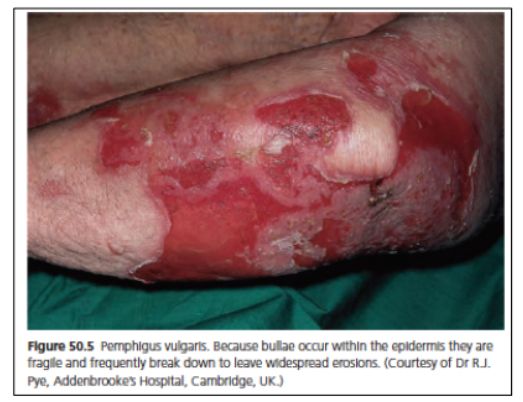 Figure 50.5 Pemphigus vulgaris. Because bullae occur within the epidermis they are
fragile and frequently break down to leave widespread erosions. (Courtesy of Dr R.J.
Pye, Addenbrooke's Hospital, Cambridge, UK.)